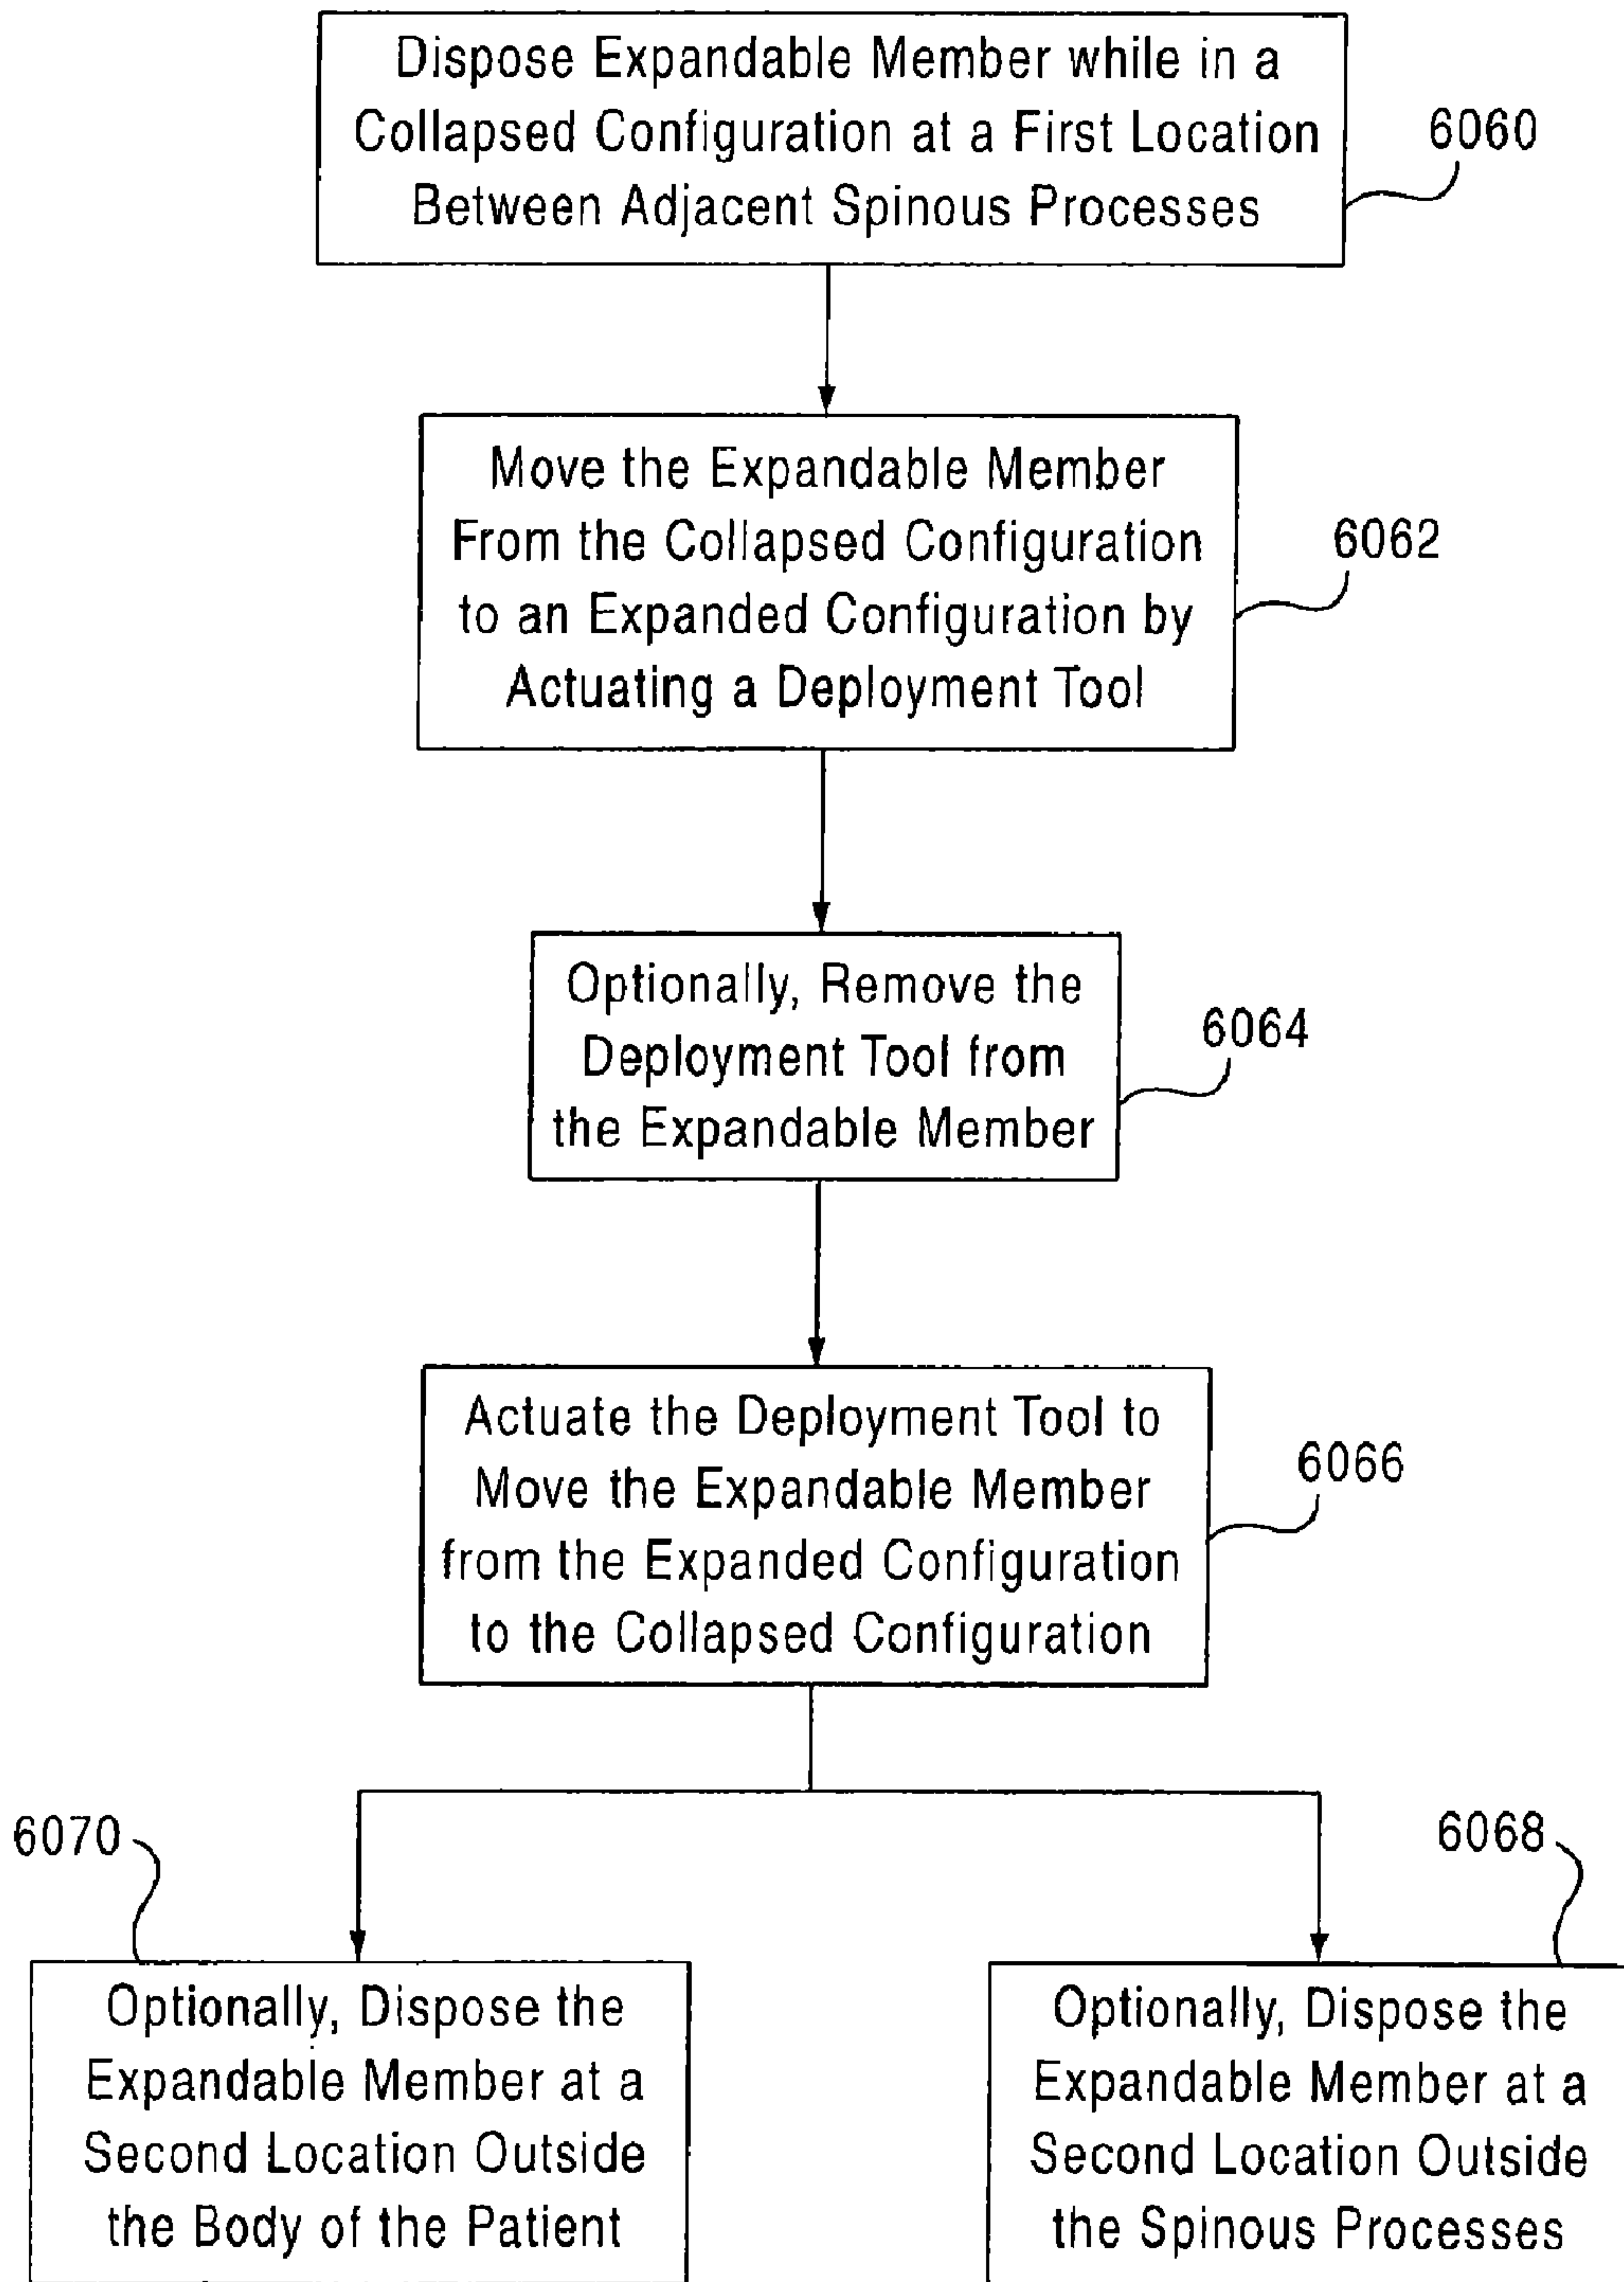 Dispose Expandable Member while in a
Collapsed Configuration at a First Location
Between Adjacent Spinous Processes
6060
Move the Expandable Member
From the Collapsed Configuration
to an Expanded Configuration by
Actuating a Deployment Tool
6062
Optionally, Remove the
Deployment Tool from
the Expandable Member
6064
Actuate the Deployment Tool to
Move the Expandable Member
from the Expanded Configuration
to the Collapsed Configuration
6066
6070
Optionally, Dispose the
Expandable Member at a
Second Location Outside
the Body of the Patient
6068
Optionally, Dispose the
Expandable Member at a
Second Location Outside
the Spinous Processes